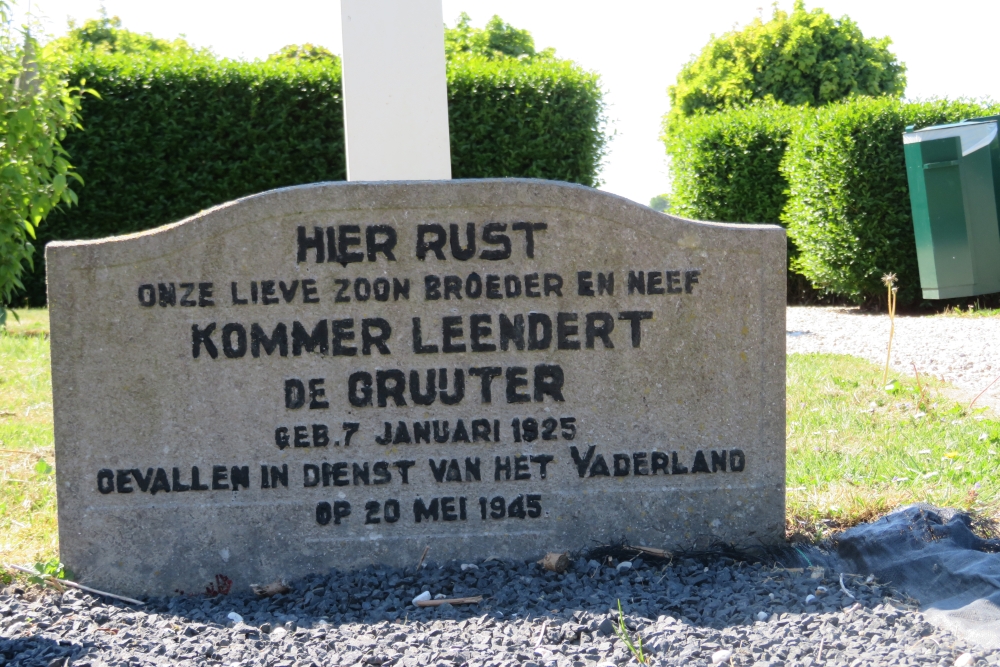 HIER RUST
ONZE LIEVE ZOON BROEDER EN NEEF
KOMMER LEENDERT
DE GRUIJTER
GEB. 7 JANUARI 1925
GEVALLEN IN DIENST VAN HET VADERLAND
OP 20 MEI 1945